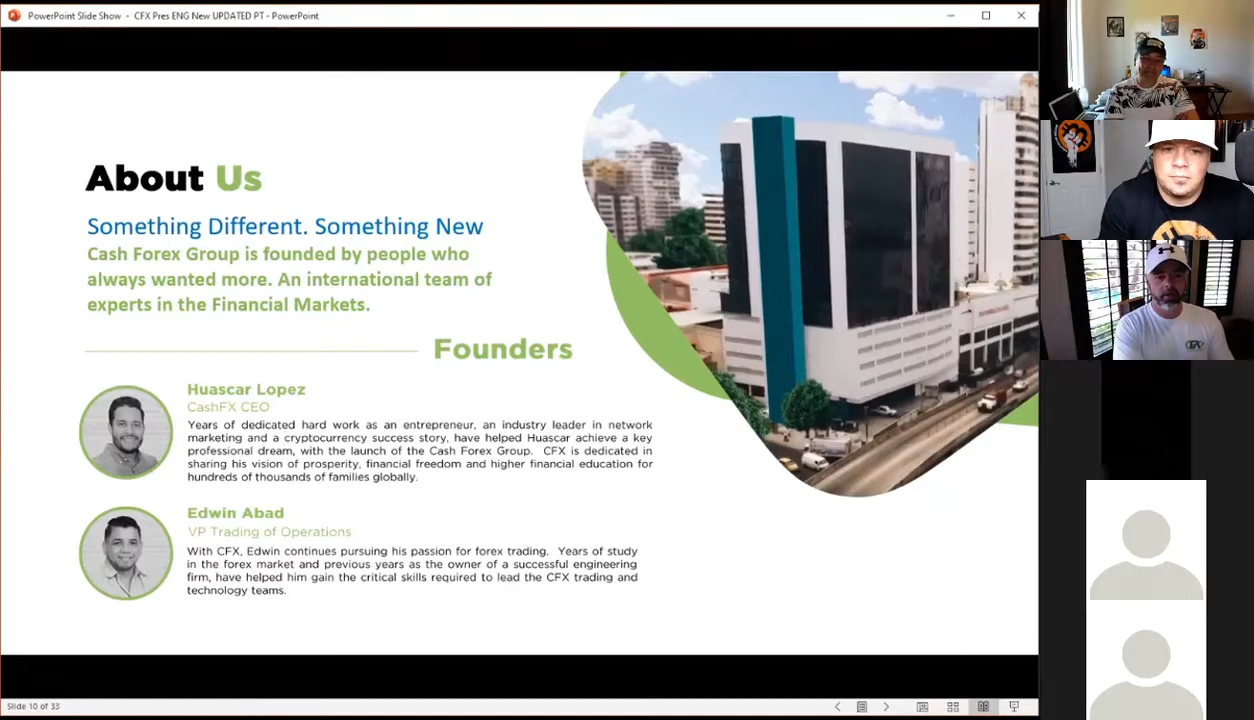 PowerPoint Slide Show - CFX Pres ENG New UPDATED PT - PowerPoint
About Us
Something Different. Something New
Cash Forex Group is founded by people who
always wanted more. An international team of
experts in the Financial Markets.
Founders
Huascar Lopez
CashFX CEO
Years of dedicated hard work as an entrepreneur, an industry leader in network
marketing and a cryptocurrency success story, have helped Huascar achieve a key
professional dream, with the launch of the Cash Forex Group. CFX is dedicated in
sharing his vision of prosperity, financial freedom and higher financial education for
hundreds of thousands of families globally.
Edwin Abad
VP Trading of Operations
With CFX, Edwin continues pursuing his passion for forex trading. Years of study
in the forex market and previous years as the owner of a successful engineering
firm, have helped him gain the critical skills required to lead the CFX trading and
technology teams.
Slide 10 of 33